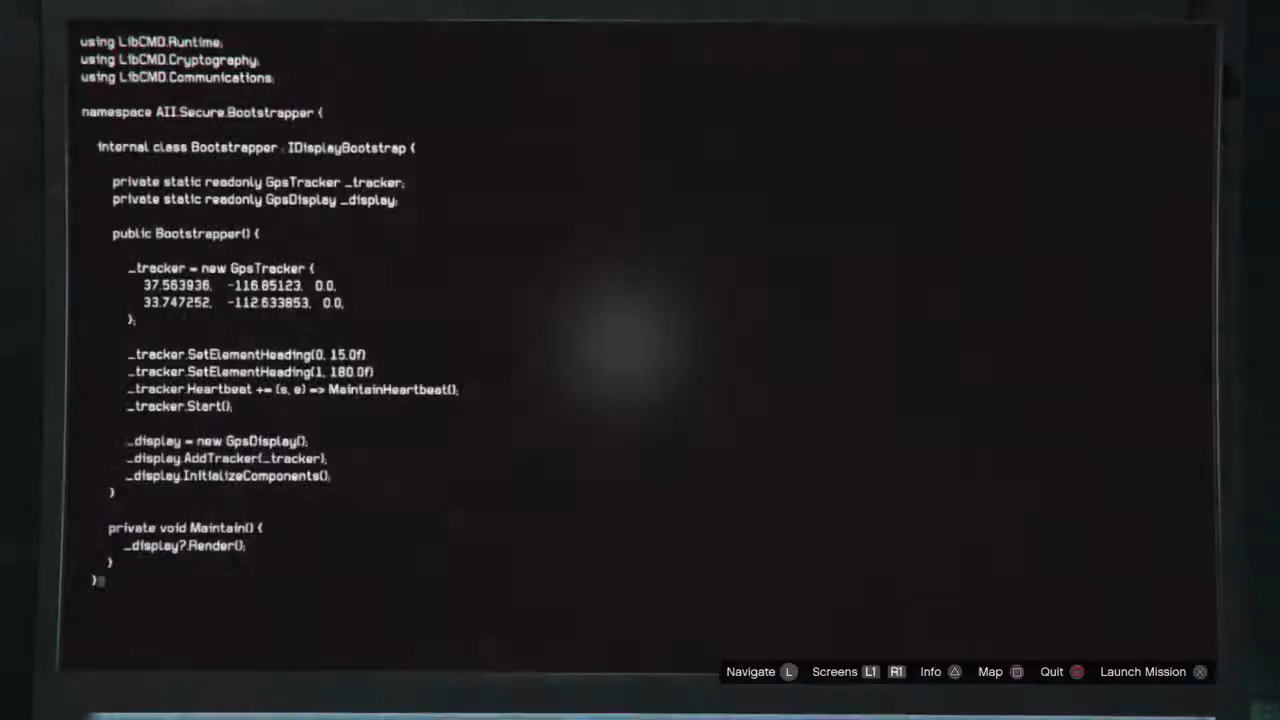 using LibCMD.Runtime;
using LibCMD.Cryptography;
using LibCMD.Communications;
namespace AII.Secure.Bootstrapper {
internal class Bootstrapper : IDisplayBootstrap {
private static readonly GpsTracker _tracker;
private static readonly GpsDisplay _display;
public Bootstrapper() {
_tracker = new GpsTracker {
37.563936, -116.85123, 0.0,
33.747252, -112.633853, 0.0,
};
_tracker.SetElementHeading(0, 15.0f)
_tracker.SetElementHeading(1, 180.0f)
_tracker.Heartbeat += (s, e) => MaintainHeartbeat();
_tracker.Start();
_display = new GpsDisplay();
_display.AddTracker(_tracker);
_display.InitializeComponents();
}
private void Maintain() {
_display?.Render();
}
}
Navigate L Screens L1 R1 Info Map Quit Launch Mission